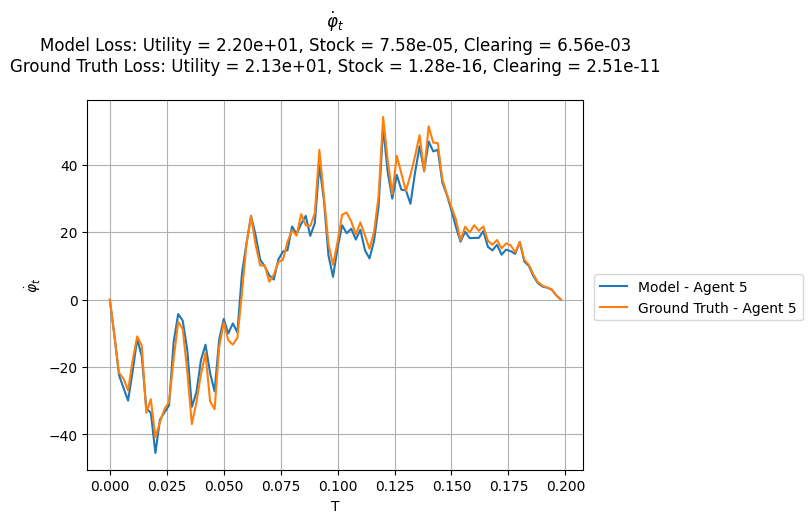 φ̇ₜ
Model Loss: Utility = 2.20e+01, Stock = 7.58e-05, Clearing = 6.56e-03
Ground Truth Loss: Utility = 2.13e+01, Stock = 1.28e-16, Clearing = 2.51e-11
40
20
0
−20
−40
φ̇ₜ
0.000 0.025 0.050 0.075 0.100 0.125 0.150 0.175 0.200
T
Model - Agent 5
Ground Truth - Agent 5